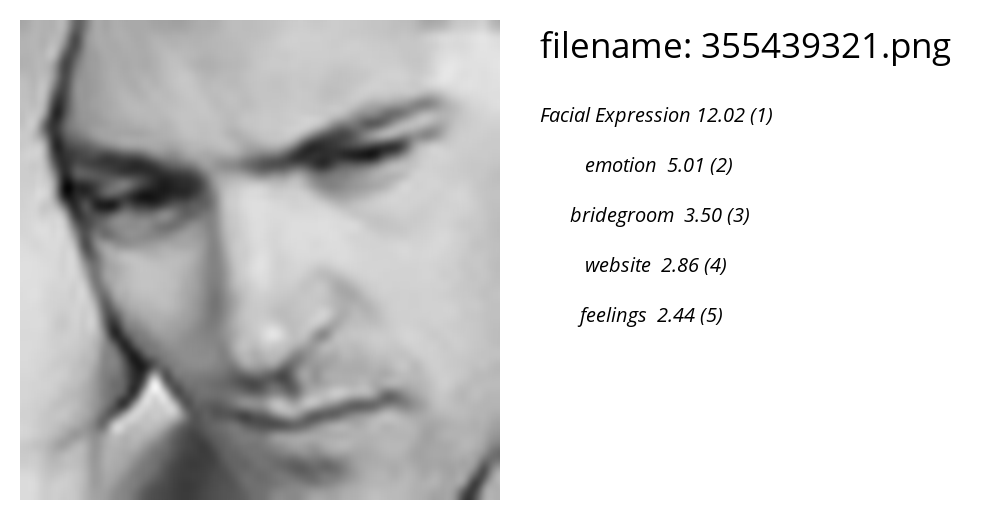 filename: 355439321.png
Facial Expression 12.02 (1)
emotion 5.01 (2)
bridegroom 3.50 (3)
website 2.86 (4)
feelings 2.44 (5)